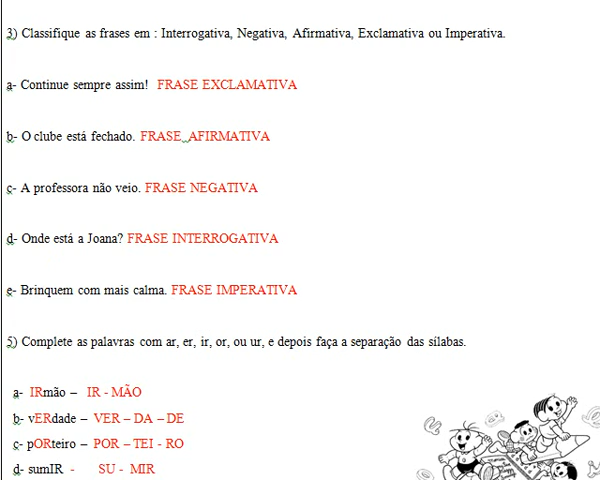 3) Classifique as frases em : Interrogativa, Negativa, Afirmativa, Exclamativa ou Imperativa.
a- Continue sempre assim! FRASE EXCLAMATIVA
b- O clube está fechado. FRASE AFIRMATIVA
c- A professora não veio. FRASE NEGATIVA
d- Onde está a Joana? FRASE INTERROGATIVA
e- Brinquem com mais calma. FRASE IMPERATIVA
5) Complete as palavras com ar, er, ir, or, ou ur, e depois faça a separação das sílabas.
a- IRmão – IR - MÃO
b- vERdade – VER – DA – DE
c- pORteiro – POR – TEI - RO
d- sumIR - SU - MIR